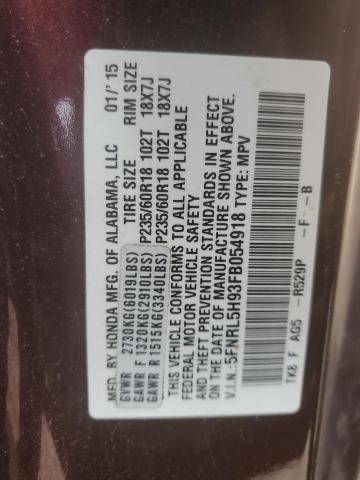 MFD BY HONDA MFG. OF ALABAMA, LLC 01/'15
GVWR 2730KG(6019LBS) TIRE SIZE RIM SIZE
GAWR F 1320KG(2910LBS) P235/60R18 102T 18X7J
GAWR R 1515KG(3340LBS) P235/60R18 102T 18X7J
THIS VEHICLE CONFORMS TO ALL APPLICABLE
FEDERAL MOTOR VEHICLE SAFETY
AND THEFT PREVENTION STANDARDS IN EFFECT
ON THE DATE OF MANUFACTURE SHOWN ABOVE.
V.I.N.:5FNRL5H93FB054918 TYPE: MPV
TK8 F AG5 -R529P -F -B